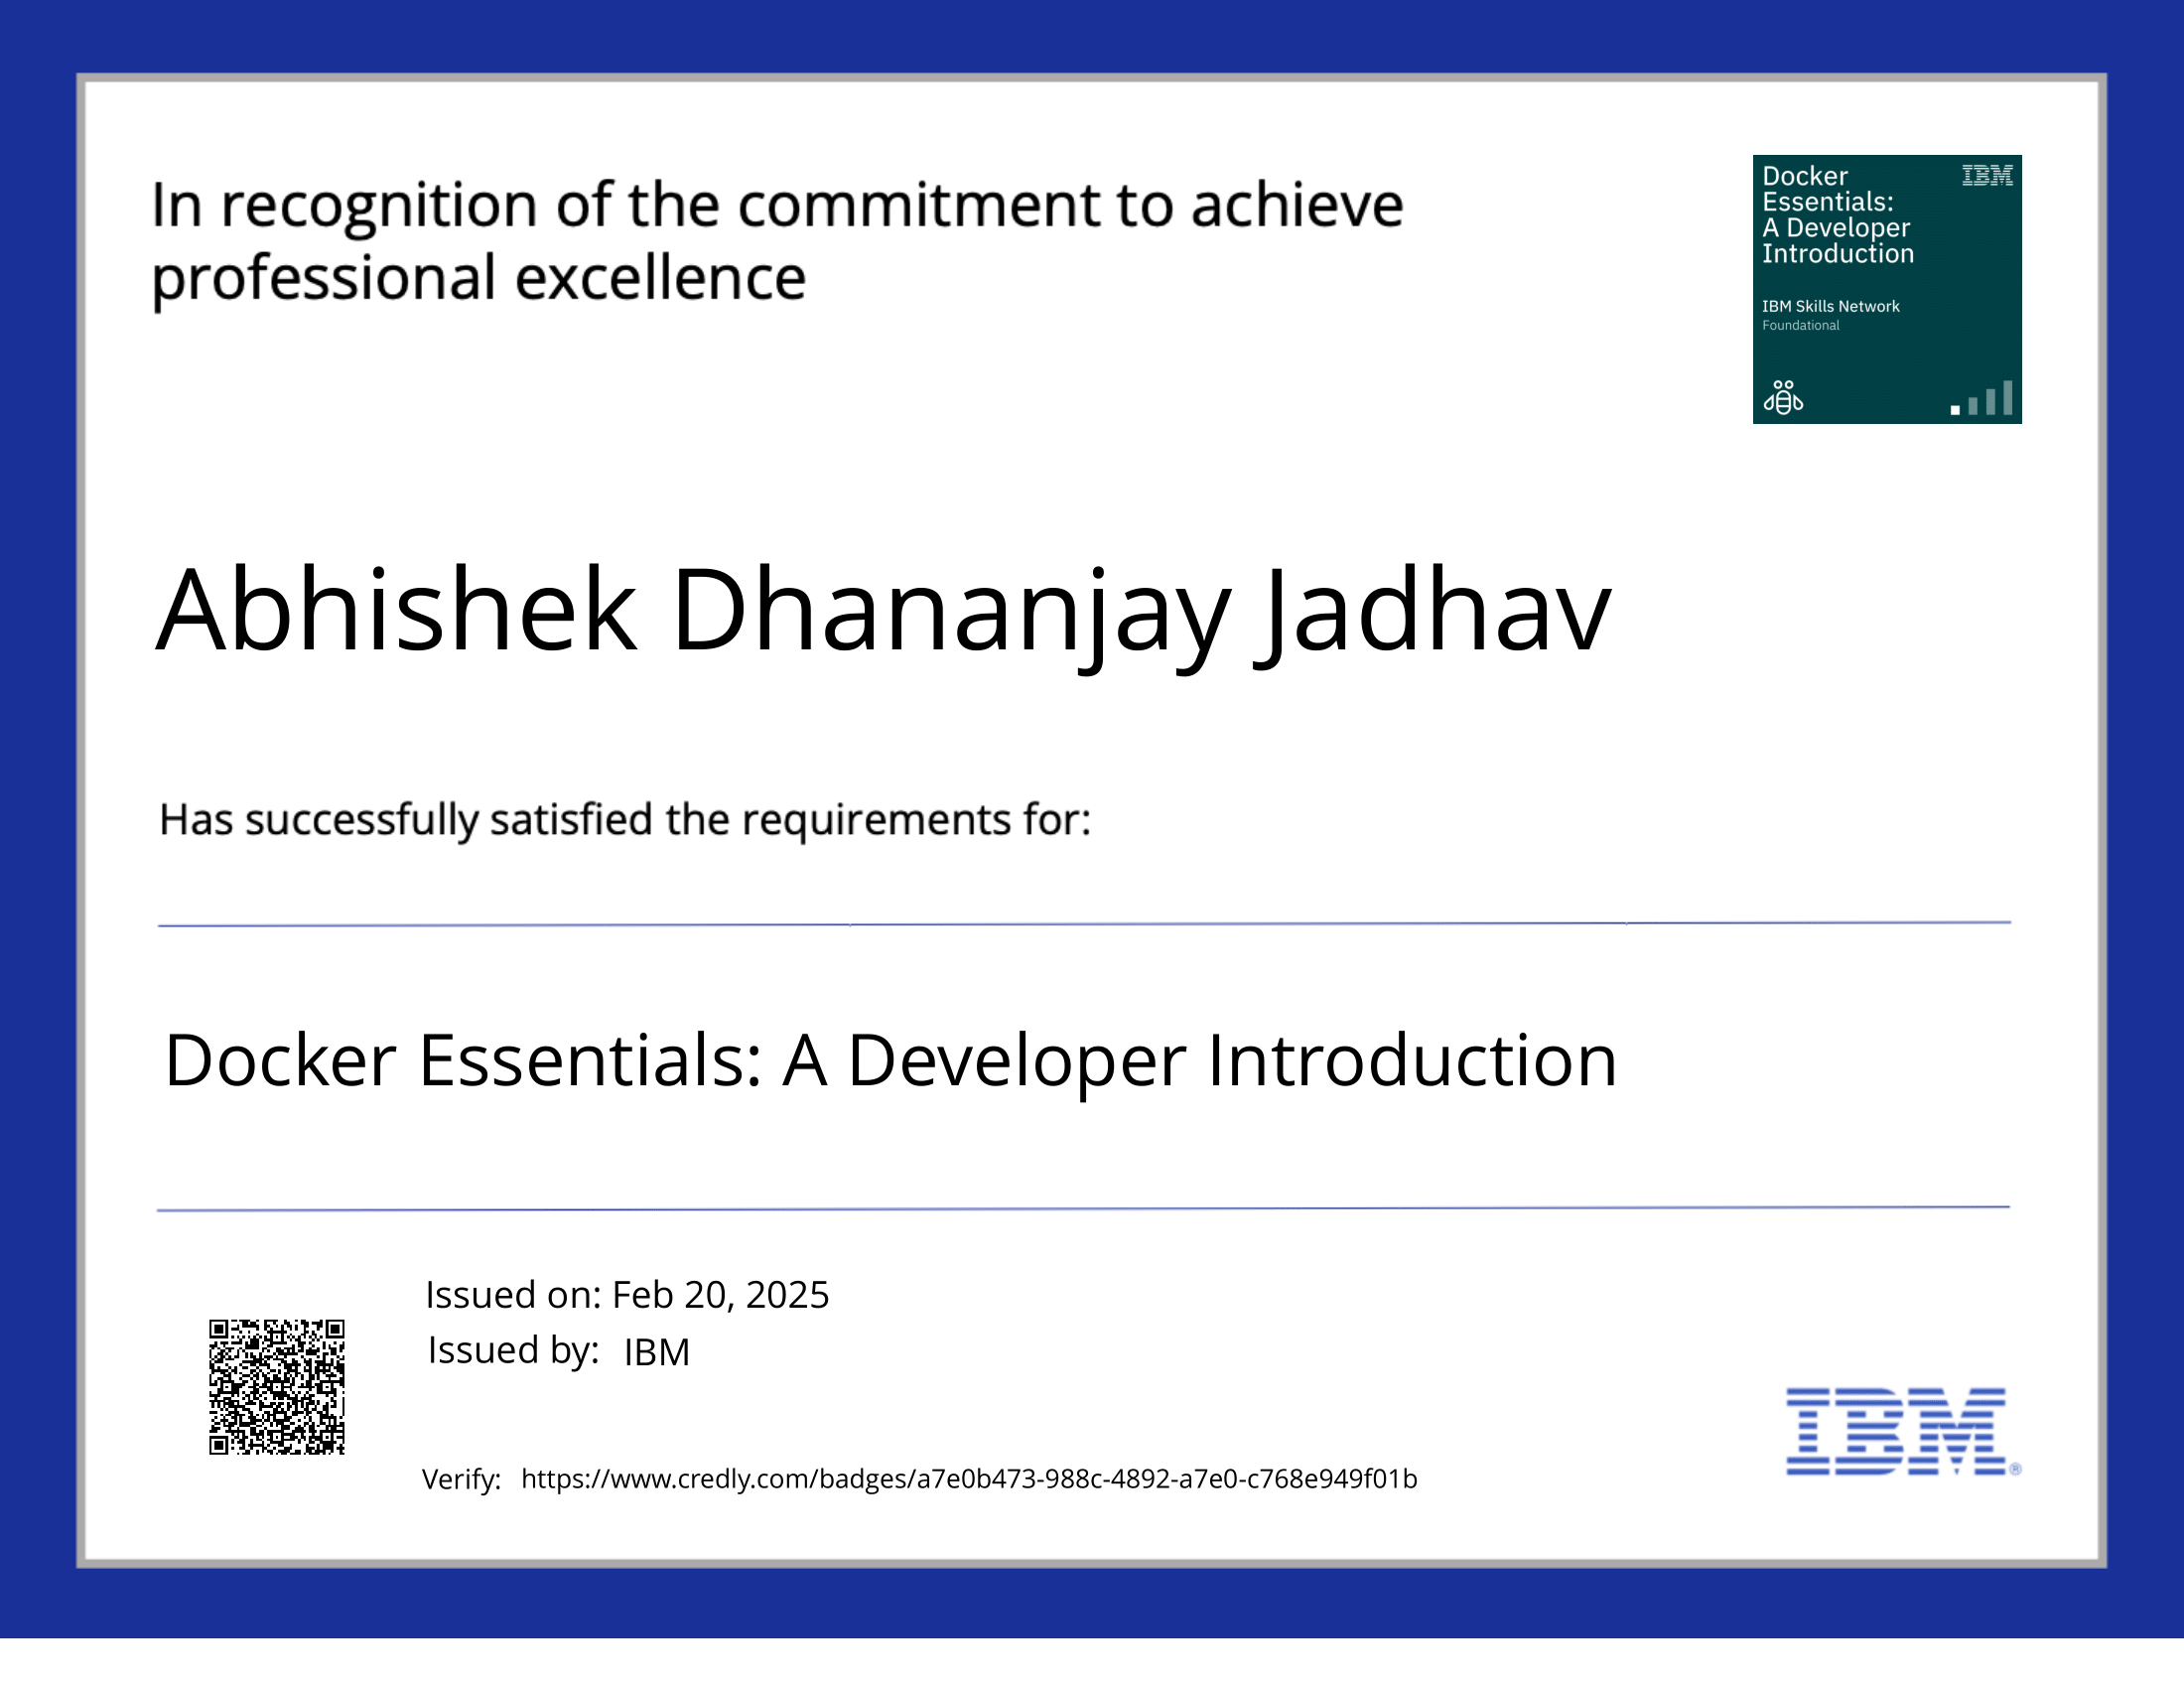 In recognition of the commitment to achieve
professional excellence
Docker
Essentials:
A Developer
Introduction
IBM
IBM Skills Network
Foundational
Abhishek Dhananjay Jadhav
Has successfully satisfied the requirements for:
Docker Essentials: A Developer Introduction
Issued on: Feb 20, 2025
Issued by: IBM
Verify: https://www.credly.com/badges/a7e0b473-988c-4892-a7e0-c768e949f01b
IBM®